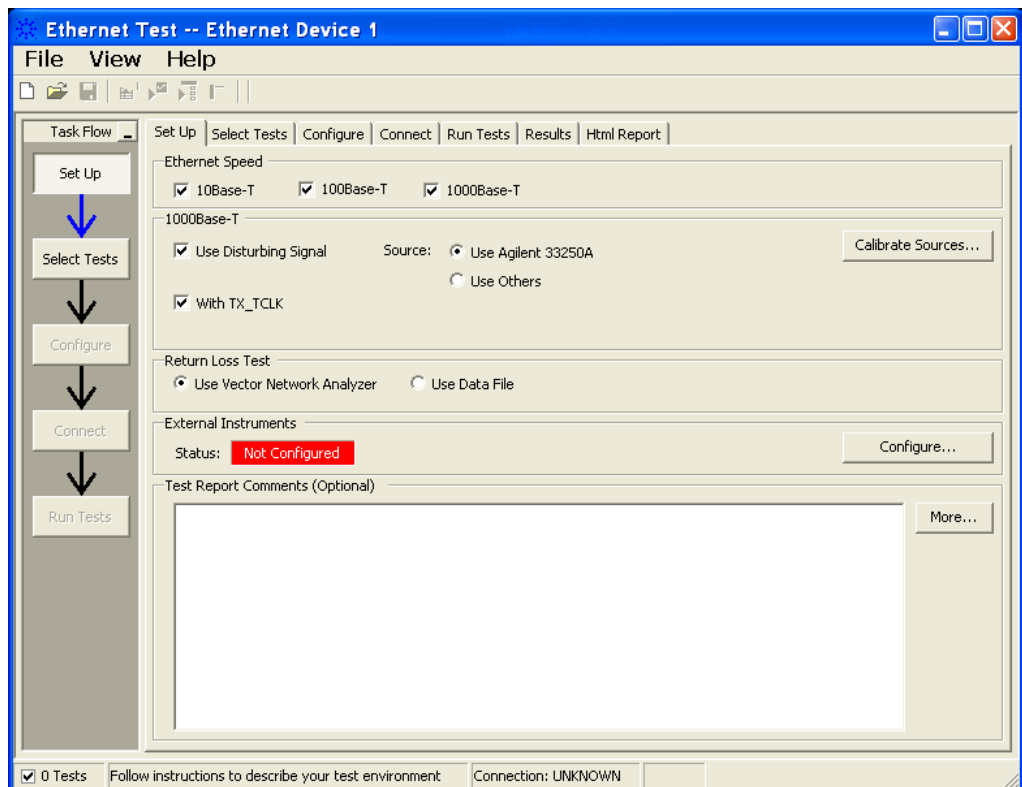 Ethernet Test -- Ethernet Device 1
File View Help
Task Flow
Set Up
Select Tests
Configure
Connect
Run Tests
Set Up Select Tests Configure Connect Run Tests Results Html Report
Ethernet Speed
10Base-T 100Base-T 1000Base-T
1000Base-T
Use Disturbing Signal Source: Use Agilent 33250A Calibrate Sources...
Use Others
With TX_TCLK
Return Loss Test
Use Vector Network Analyzer Use Data File
External Instruments
Status: Not Configured Configure...
Test Report Comments (Optional)
More...
0 Tests Follow instructions to describe your test environment Connection: UNKNOWN